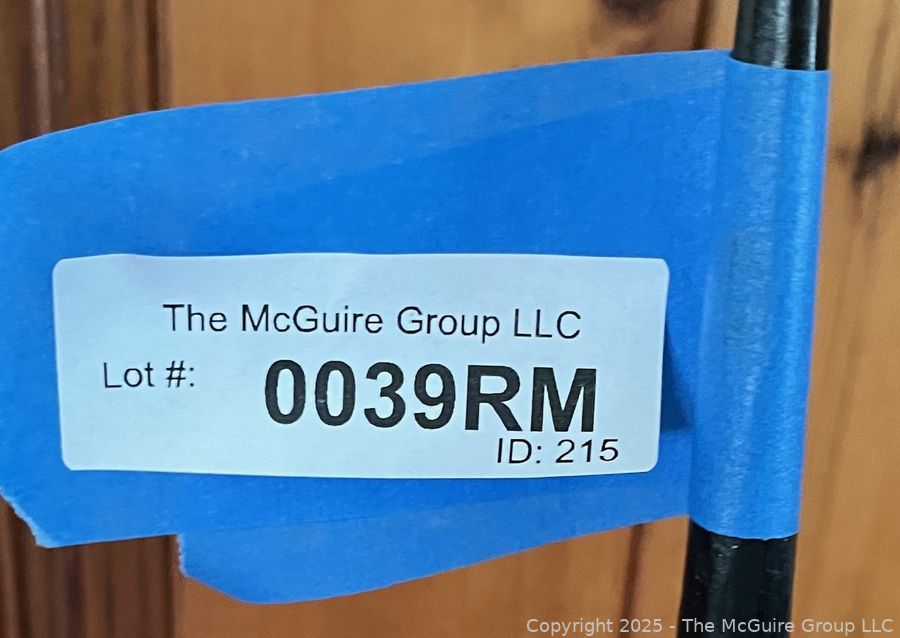 The McGuire Group LLC
Lot #: 0039RM
ID: 215
Copyright 2025 - The McGuire Group LLC